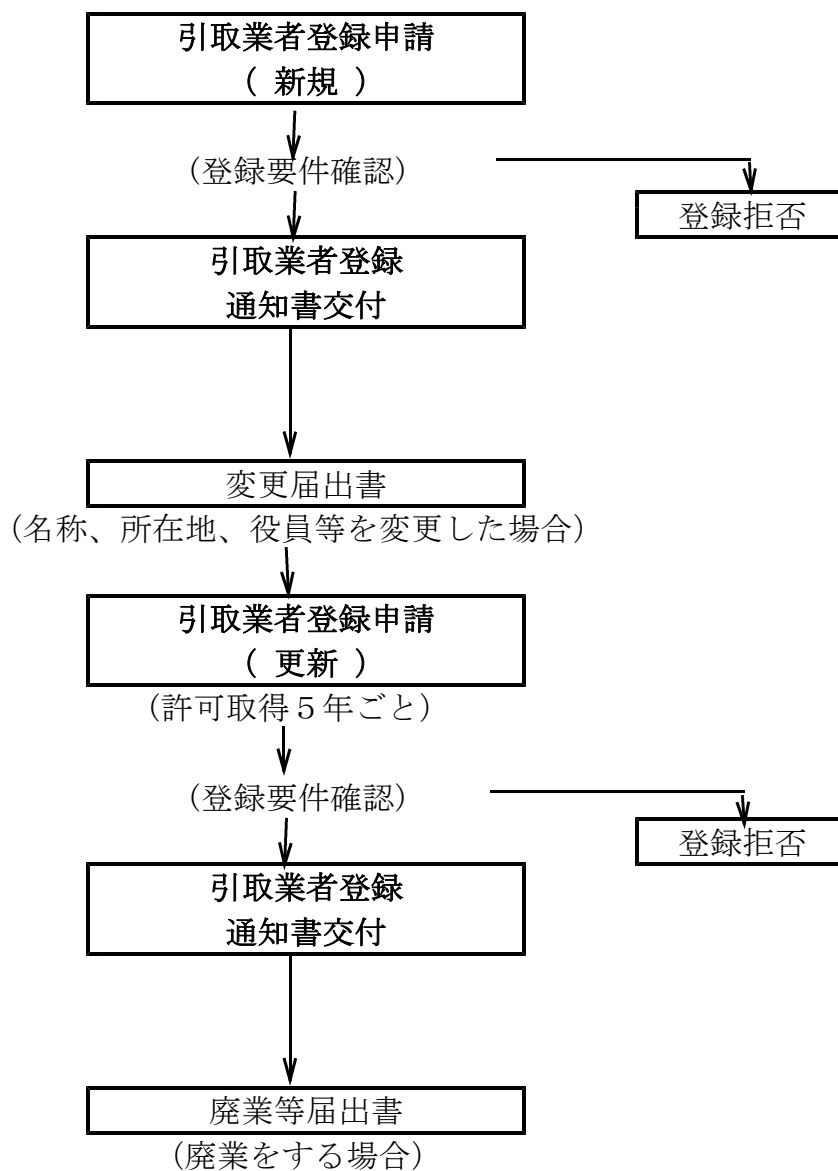 引取業者登録申請
（ 新規 ）
（登録要件確認）
登録拒否
引取業者登録
通知書交付
変更届出書
（名称、所在地、役員等を変更した場合）
引取業者登録申請
（ 更新 ）
（許可取得５年ごと）
（登録要件確認）
登録拒否
引取業者登録
通知書交付
廃業等届出書
（廃業をする場合）